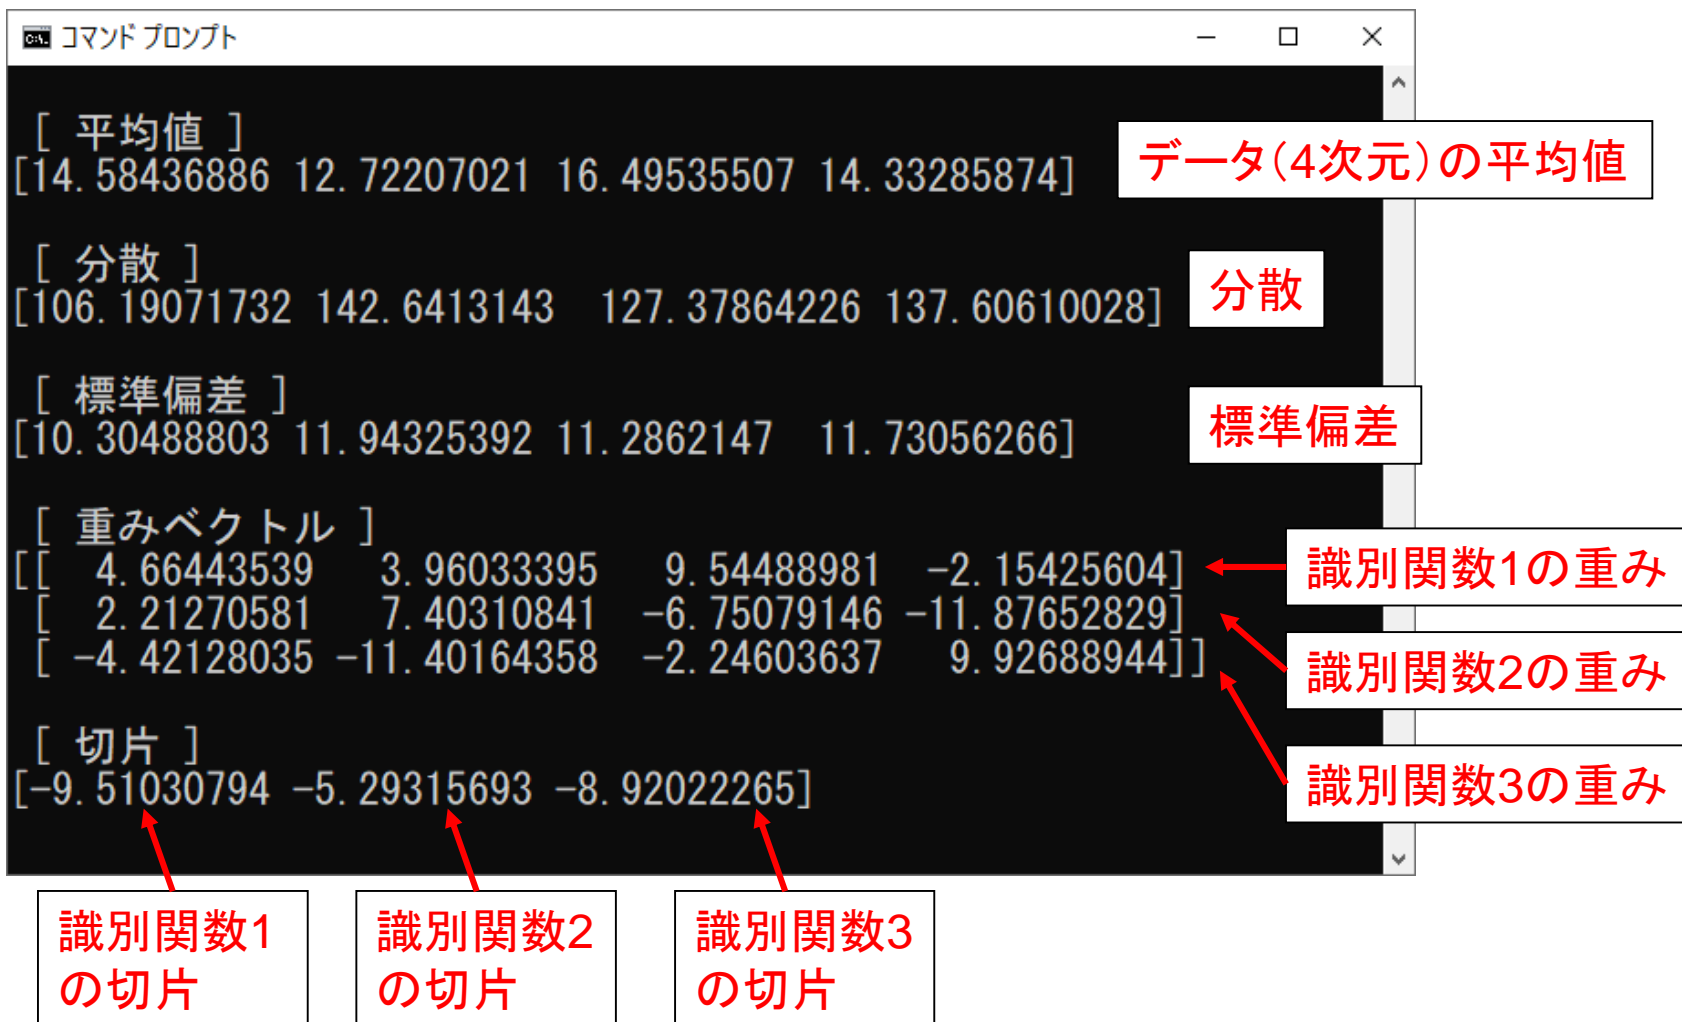 コマンド プロンプト
[ 平均値 ]
[14.58436886 12.72207021 16.49535507 14.33285874]
データ(4次元)の平均値
[ 分散 ]
[106.19071732 142.6413143  127.37864226 137.60610028]
分散
[ 標準偏差 ]
[10.30488803 11.94325392 11.2862147  11.73056266]
標準偏差
[ 重みベクトル ]
[[  4.66443539   3.96033395   9.54488981  -2.15425604]
識別関数1の重み
[  2.21270581   7.40310841  -6.75079146 -11.87652829]
識別関数2の重み
[ -4.42128035 -11.40164358  -2.24603637   9.92688944]]
識別関数3の重み
[ 切片 ]
[-9.51030794 -5.29315693 -8.92022265]
識別関数1
の切片
識別関数2
の切片
識別関数3
の切片